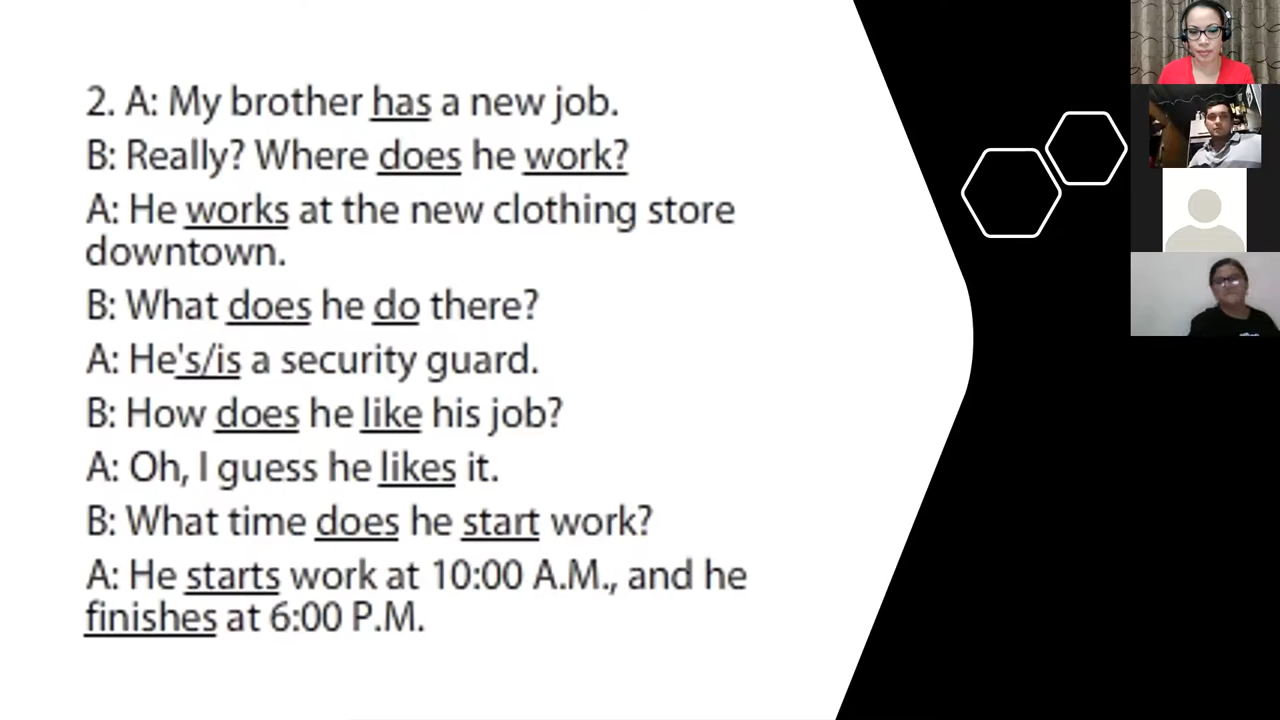 2. A: My brother has a new job.
B: Really? Where does he work?
A: He works at the new clothing store
downtown.
B: What does he do there?
A: He's/is a security guard.
B: How does he like his job?
A: Oh, I guess he likes it.
B: What time does he start work?
A: He starts work at 10:00 A.M., and he
finishes at 6:00 P.M.